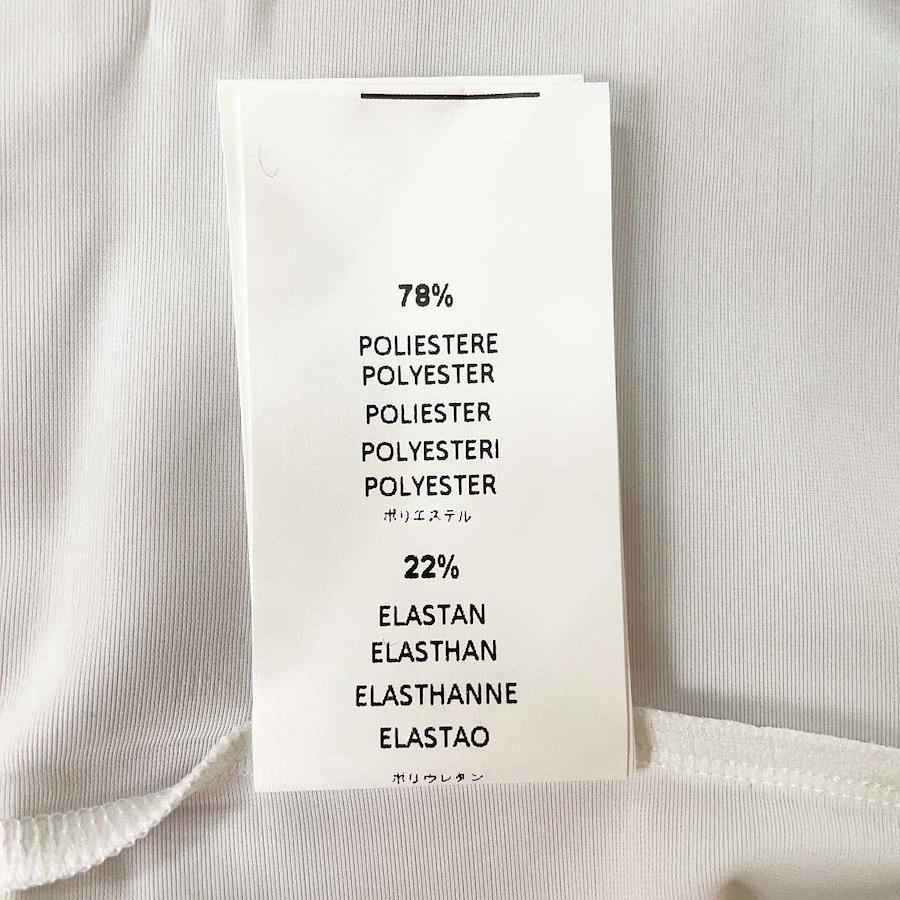 78%
POLIESTERE
POLYESTER
POLIESTER
POLYESTERI
POLYESTER
ポリエステル
22%
ELASTAN
ELASTHAN
ELASTHANNE
ELASTAO
ポリウレタン